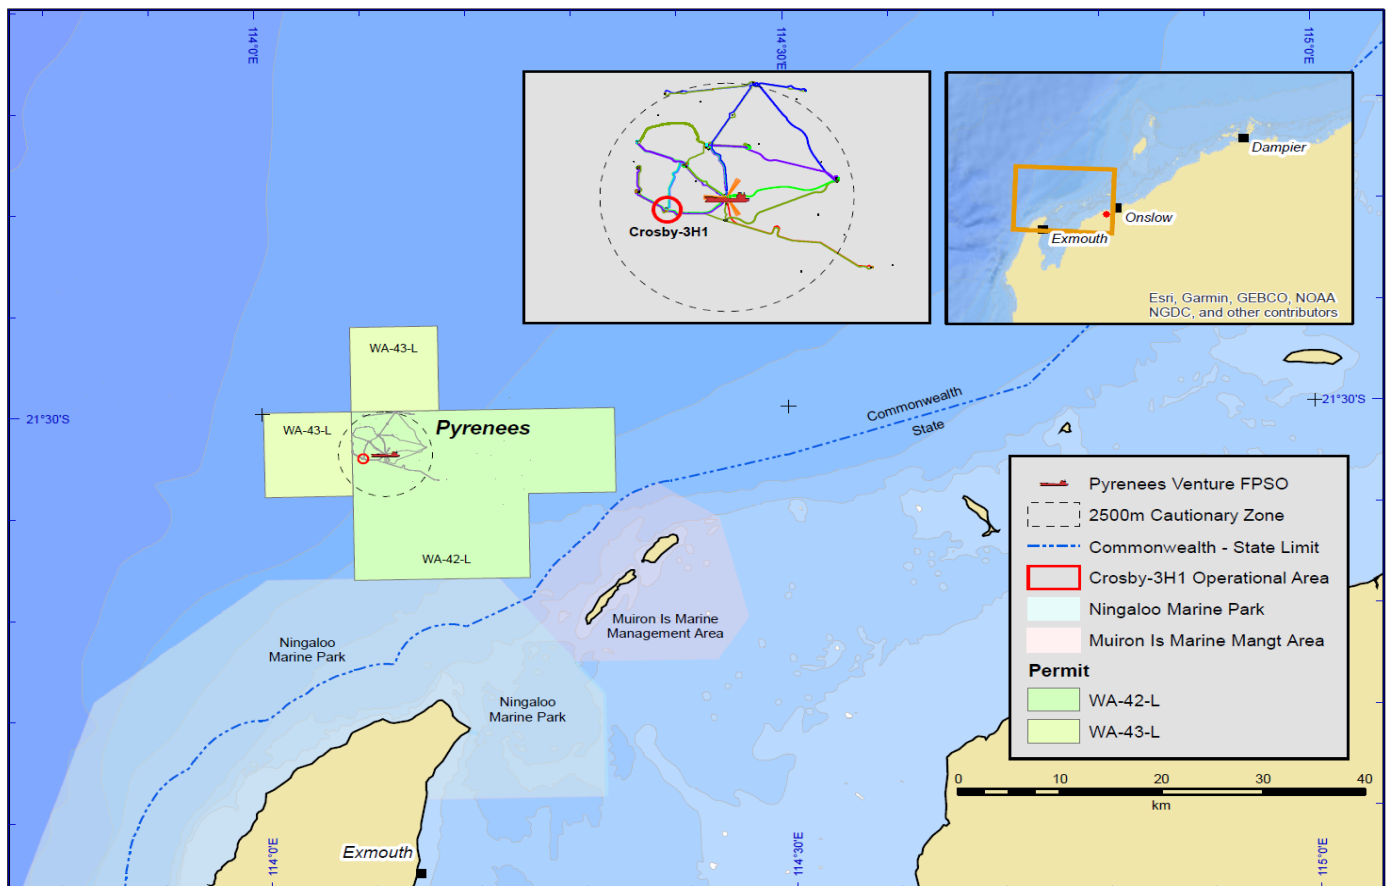 114°0'E
114°30'E
115°0'E
Crosby-3H1
Dampier
Onslow
Exmouth
Esri, Garmin, GEBCO, NOAA
NGDC, and other contributors
WA-43-L
21°30'S
WA-43-L
Pyrenees
Commonwealth
State
21°30'S
WA-42-L
Muiron Is Marine
Management Area
Ningaloo
Marine Park
Ningaloo
Marine Park
Exmouth
Pyrenees Venture FPSO
2500m Cautionary Zone
Commonwealth - State Limit
Crosby-3H1 Operational Area
Ningaloo Marine Park
Muiron Is Marine Mangt Area
Permit
WA-42-L
WA-43-L
0 10 20 30 40
km
114°0'E
114°30'E
115°0'E